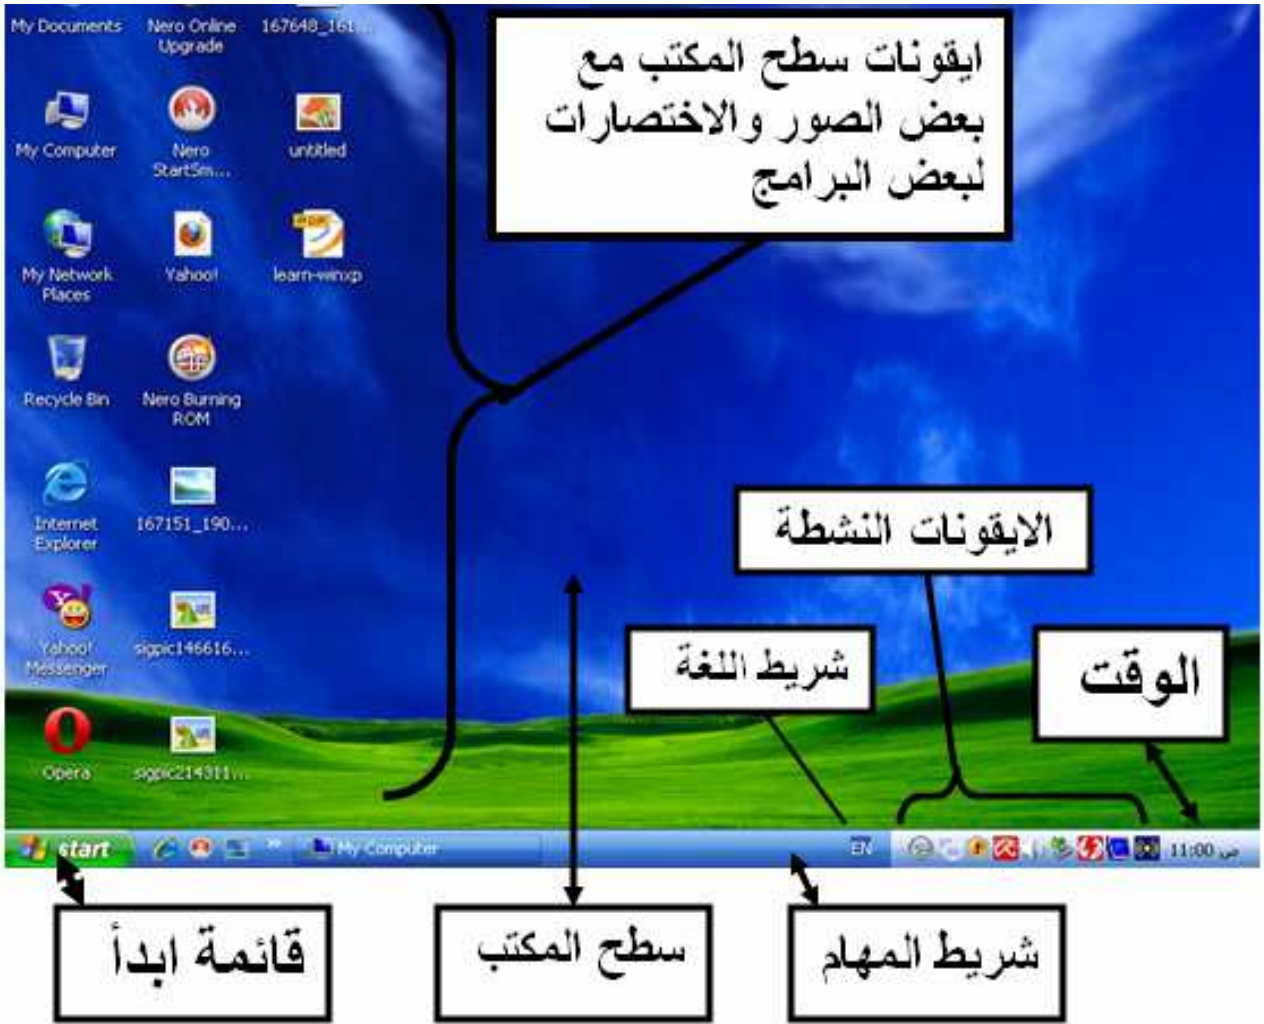 ايقونات سطح المكتب مع
بعض الصور والاختصارات
لبعض البرامج
My Documents
Nero Online
Upgrade
167648_161...
My Computer
Nero
StartSm...
untitled
My Network
Places
Yahoo!
learn-winxp
Recycle Bin
Nero Burning
ROM
Internet
Explorer
167151_190...
Yahoo!
Messenger
sigpic146616...
Opera
sigpic214311...
الايقونات النشطة
شريط اللغة
الوقت
start
My Computer
EN
11:00 ص
قائمة ابدأ
سطح المكتب
شريط المهام